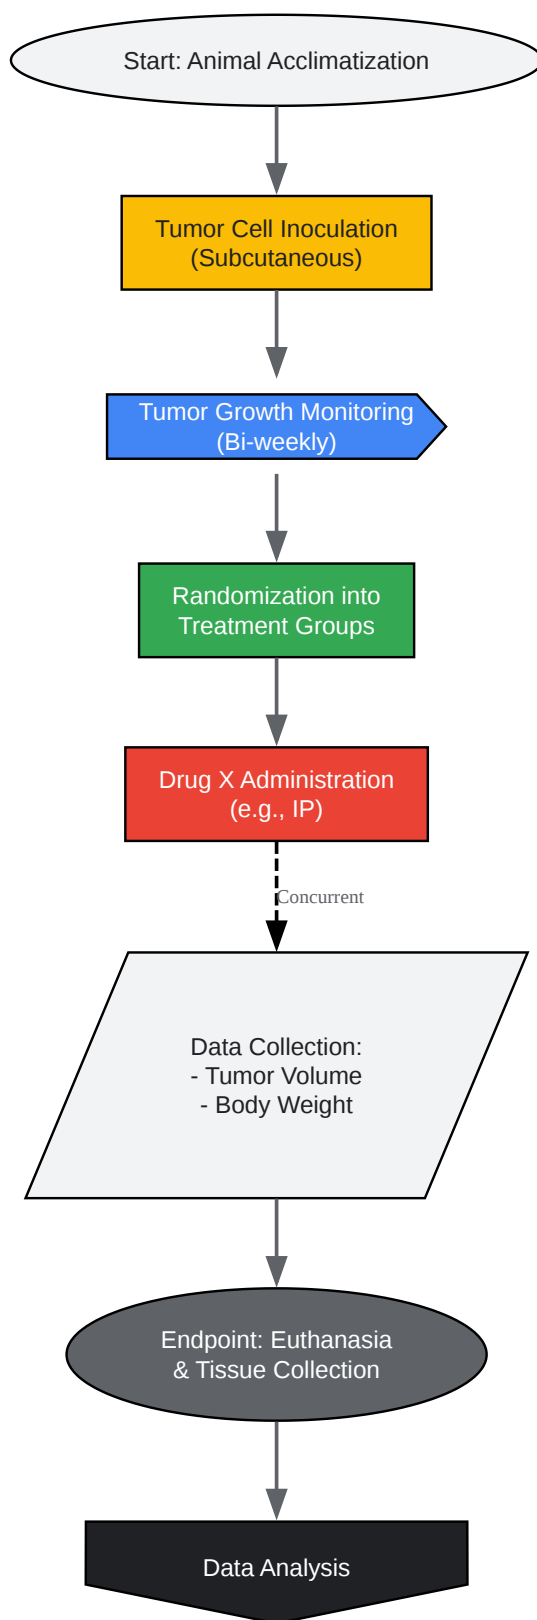 Start: Animal Acclimatization
Tumor Cell Inoculation
(Subcutaneous)
Tumor Growth Monitoring
(Bi-weekly)
Randomization into
Treatment Groups
Drug X Administration
(e.g., IP)
Concurrent
Data Collection:
- Tumor Volume
- Body Weight
Endpoint: Euthanasia
& Tissue Collection
Data Analysis